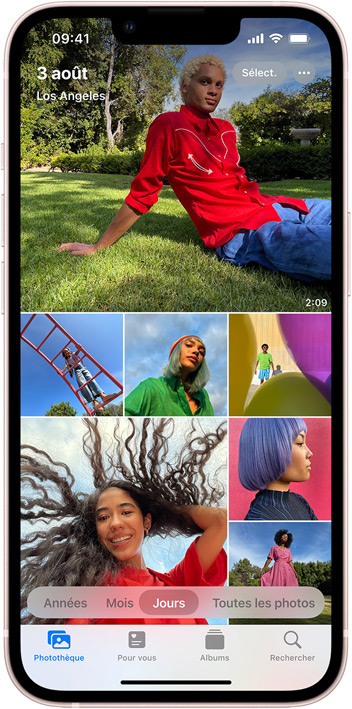 09:41
3 août
Sélect.
Los Angeles
2:09
Années Mois Jours Toutes les photos
Photothèque Pour vous Albums Rechercher